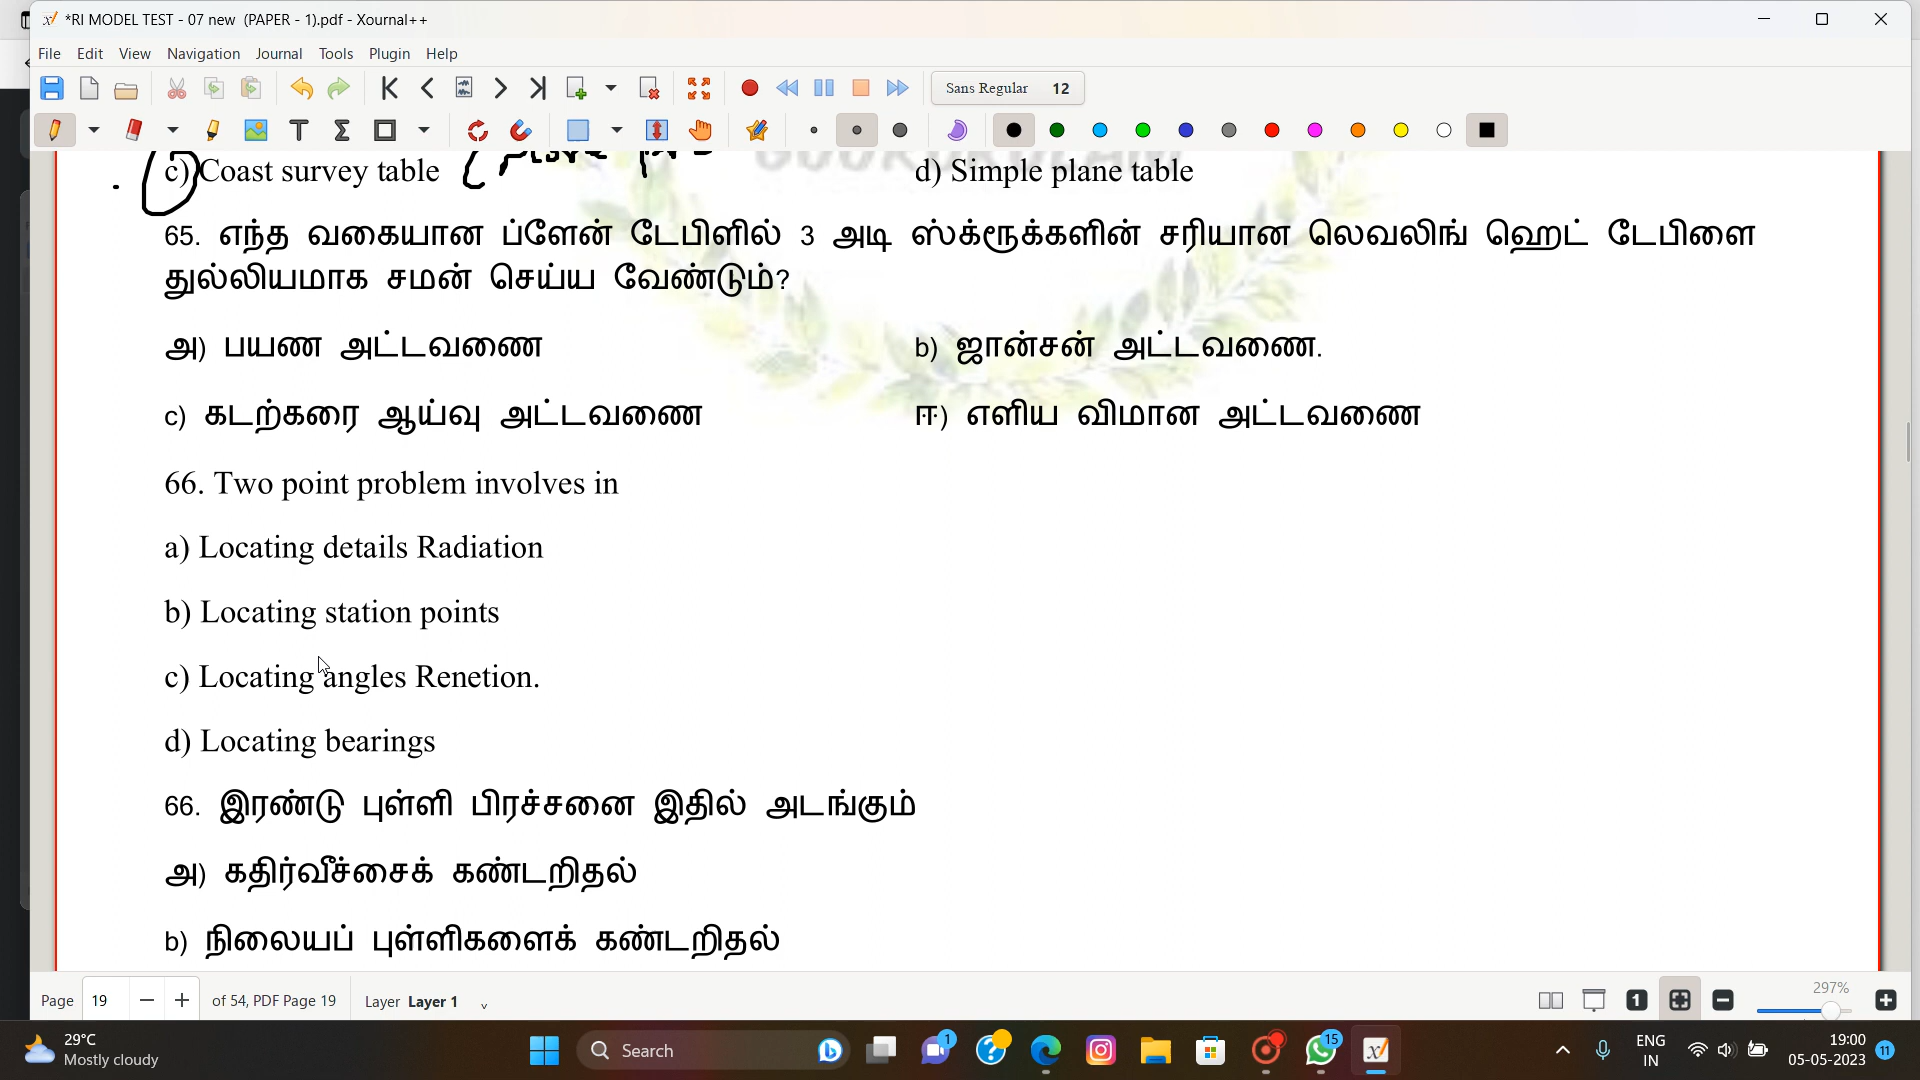 *RI MODEL TEST - 07 new (PAPER - 1).pdf - Xournal++
File Edit View Navigation Journal Tools Plugin Help
Sans Regular 12
c) Coast survey table d) Simple plane table
65. எந்த வகையான ப்ளேன் டேபிளில் 3 அடி ஸ்க்ரூக்களின் சரியான லெவலிங் ஹெட் டேபிளை
துல்லியமாக சமன் செய்ய வேண்டும்?
அ) பயண அட்டவணை b) ஜான்சன் அட்டவணை.
c) கடற்கரை ஆய்வு அட்டவணை ஈ) எளிய விமான அட்டவணை
66. Two point problem involves in
a) Locating details Radiation
b) Locating station points
c) Locating angles Renetion.
d) Locating bearings
66. இரண்டு புள்ளி பிரச்சனை இதில் அடங்கும்
அ) கதிர்வீச்சைக் கண்டறிதல்
b) நிலையப் புள்ளிகளைக் கண்டறிதல்
Page 19 of 54, PDF Page 19 Layer Layer 1 297%
29°C
Mostly cloudy
Search
1
15
ENG
IN
19:00
05-05-2023
11